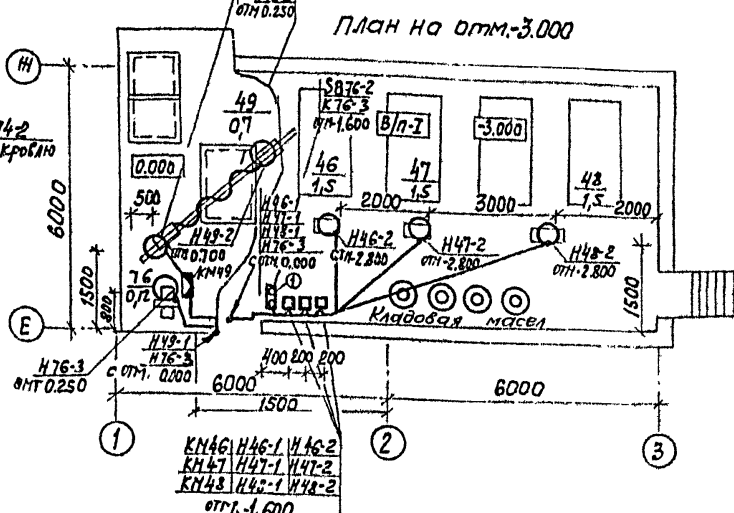 отм 0.250
План на отм.-3.000
Ж
74-2
кровлю
49
0,7
SB76-2
К76-3
отм-1.600
В/п-I
-3.000
0.000
46
1,5
47
1,5
48
1,5
500
2000
3000
2000
6000
Н46-1
Н47-1
Н48-1
Н76-3
с отм 0.000
Н49-2
отм 0.700
КМ49
Н46-2
отм-2.800
Н47-2
отм-2.800
Н48-2
отм-2.800
1500
800
76
0,12
1
1500
Кладовая масел
Е
Н76-3
отм 0.250
Н49-1
Н76-3
с отм. 0.000
400 200 200
6000
6000
1500
1
2
3
КМ46 Н46-1 Н46-2
КМ47 Н47-1 Н47-2
КМ48 Н48-1 Н48-2
отм.-1.600